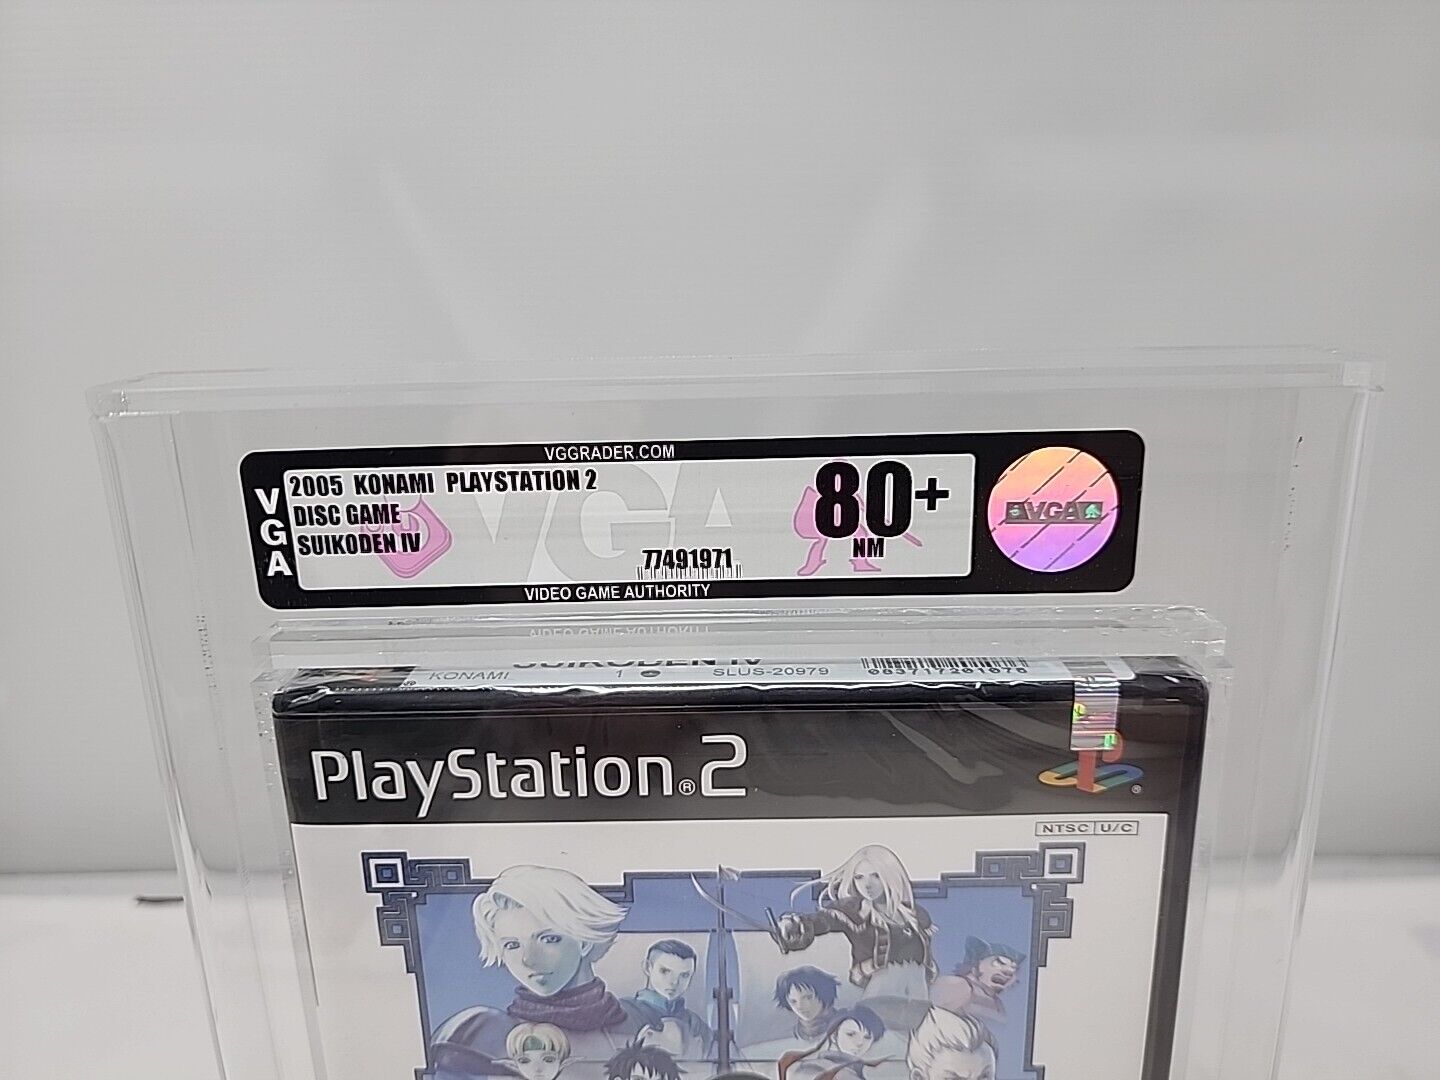 VGGRADER.COM
VGA
2005 KONAMI PLAYSTATION 2
DISC GAME
SUIKODEN IV
77491971
80+
NM
VGA
VIDEO GAME AUTHORITY
KONAMI SUIKODEN IV 1 SLUS-20979
PlayStation®2
NTSC U/C